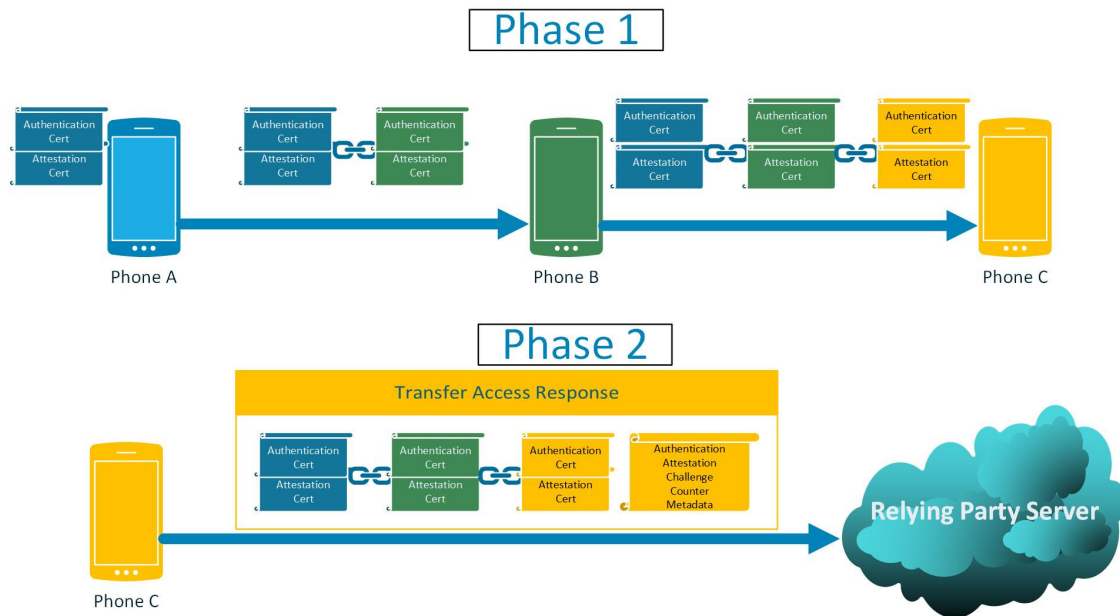 Phase 1
Authentication
Cert
Attestation
Cert
Authentication
Cert
Attestation
Cert
Authentication
Cert
Attestation
Cert
Authentication
Cert
Attestation
Cert
Authentication
Cert
Attestation
Cert
Authentication
Cert
Attestation
Cert
Phone A
Phone B
Phone C
Phase 2
Transfer Access Response
Authentication
Cert
Attestation
Cert
Authentication
Cert
Attestation
Cert
Authentication
Cert
Attestation
Cert
Authentication
Attestation
Challenge
Counter
Metadata
Relying Party Server
Phone C